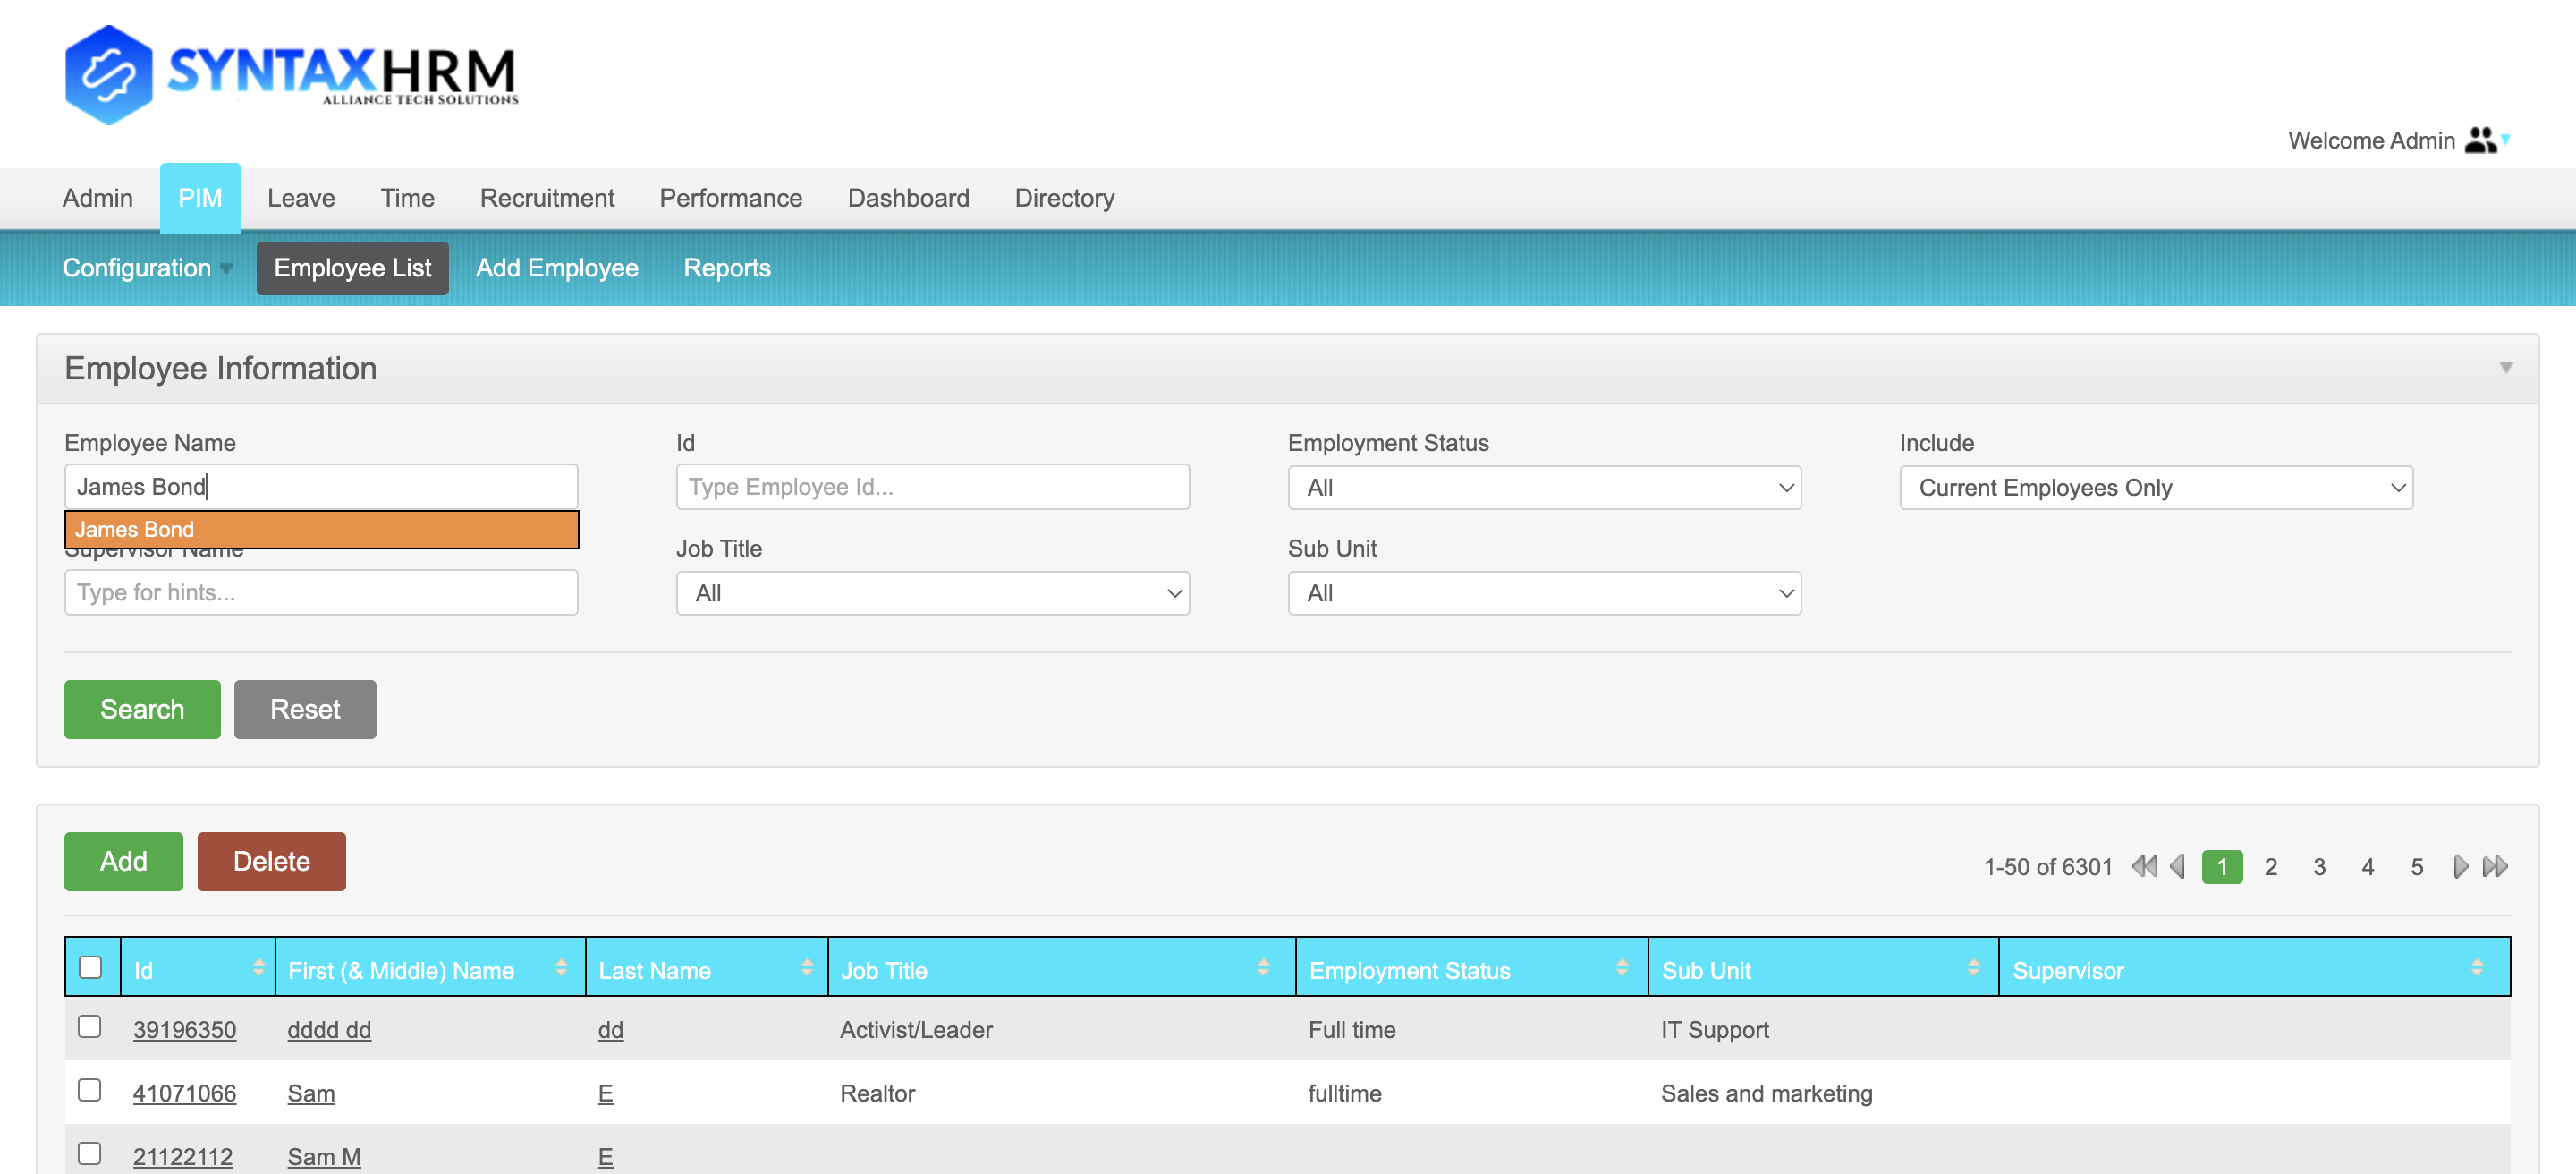 SYNTAXHRM
ALLIANCE TECH SOLUTIONS
Welcome Admin
Admin PIM Leave Time Recruitment Performance Dashboard Directory
Configuration Employee List Add Employee Reports
Employee Information
Employee Name Id Employment Status Include
James Bond Type Employee Id... All Current Employees Only
James Bond
Supervisor Name Job Title Sub Unit
Type for hints... All All
Search Reset
Add Delete 1-50 of 6301 1 2 3 4 5
Id First (& Middle) Name Last Name Job Title Employment Status Sub Unit Supervisor
39196350 dddd dd dd Activist/Leader Full time IT Support
41071066 Sam E Realtor fulltime Sales and marketing
21122112 Sam M E